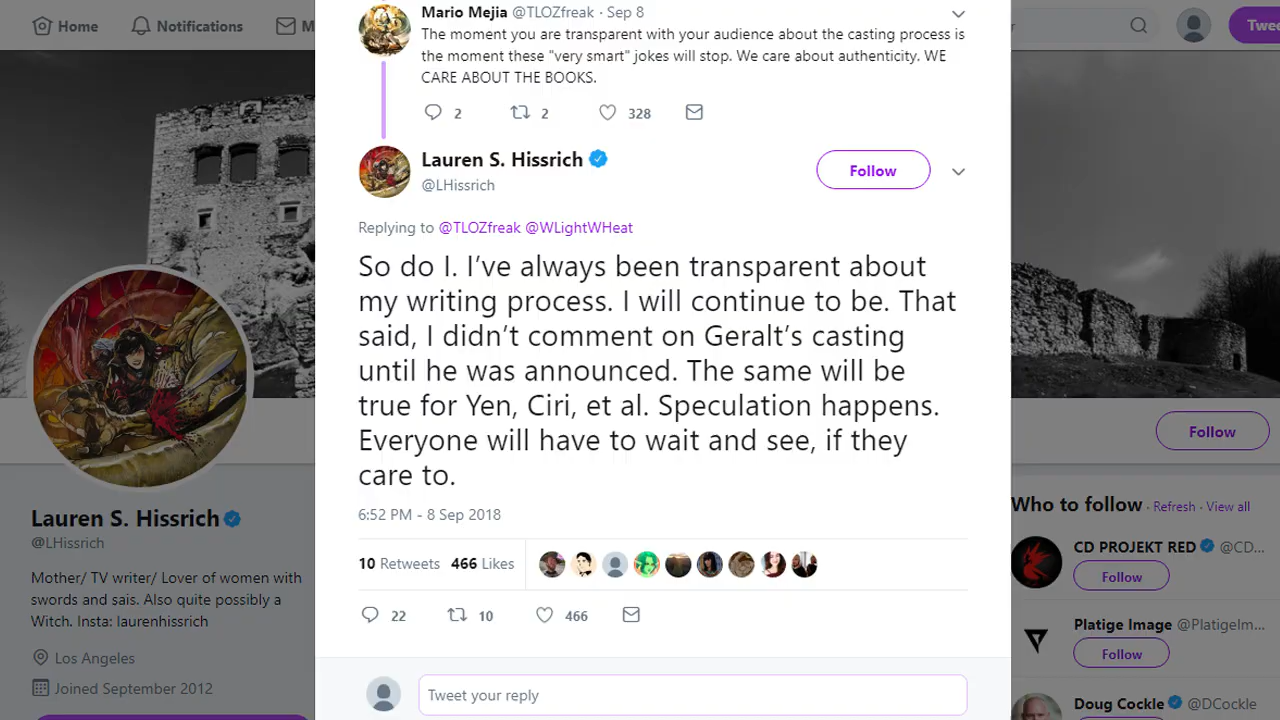 Home
Notifications
M
Twee
Mario Mejia @TLOZfreak · Sep 8
The moment you are transparent with your audience about the casting process is
the moment these "very smart" jokes will stop. We care about authenticity. WE
CARE ABOUT THE BOOKS.
2
2
328
Lauren S. Hissrich
@LHissrich
Follow
Replying to @TLOZfreak @WLightWHeat
So do I. I’ve always been transparent about
my writing process. I will continue to be. That
said, I didn’t comment on Geralt’s casting
until he was announced. The same will be
true for Yen, Ciri, et al. Speculation happens.
Everyone will have to wait and see, if they
care to.
6:52 PM - 8 Sep 2018
10 Retweets 466 Likes
22
10
466
Tweet your reply
Lauren S. Hissrich
@LHissrich
Mother/ TV writer/ Lover of women with
swords and sais. Also quite possibly a
Witch. Insta: laurenhissrich
Los Angeles
Joined September 2012
Follow
Who to follow · Refresh · View all
CD PROJEKT RED @CD...
Follow
Platige Image @PlatigeIm...
Follow
Doug Cockle @DCockle